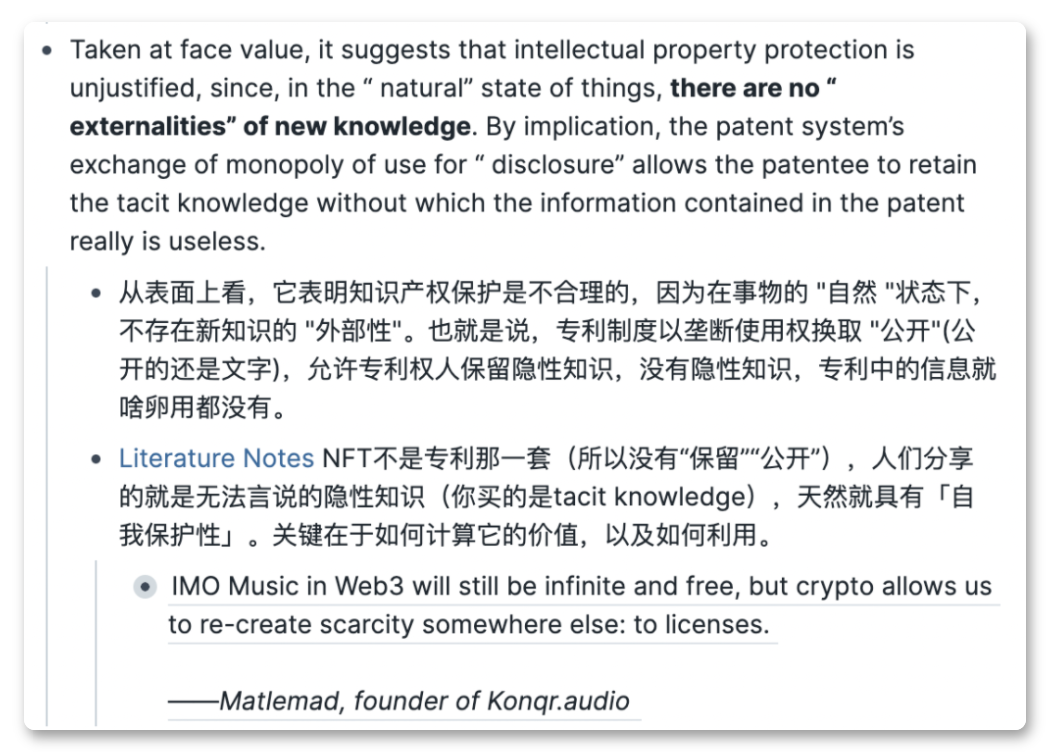 Taken at face value, it suggests that intellectual property protection is
unjustified, since, in the “ natural” state of things, there are no “
externalities” of new knowledge. By implication, the patent system’s
exchange of monopoly of use for “ disclosure” allows the patentee to retain
the tacit knowledge without which the information contained in the patent
really is useless.
从表面上看，它表明知识产权保护是不合理的，因为在事物的 "自然 "状态下，
不存在新知识的 "外部性"。也就是说，专利制度以垄断使用权换取 "公开"(公
开的还是文字)，允许专利权人保留隐性知识，没有隐性知识，专利中的信息就
啥卵用都没有。
Literature Notes NFT不是专利那一套（所以没有“保留”“公开”），人们分享
的就是无法言说的隐性知识（你买的是tacit knowledge），天然就具有「自
我保护性」。关键在于如何计算它的价值，以及如何利用。
IMO Music in Web3 will still be infinite and free, but crypto allows us
to re-create scarcity somewhere else: to licenses.
——Matlemad, founder of Konqr.audio